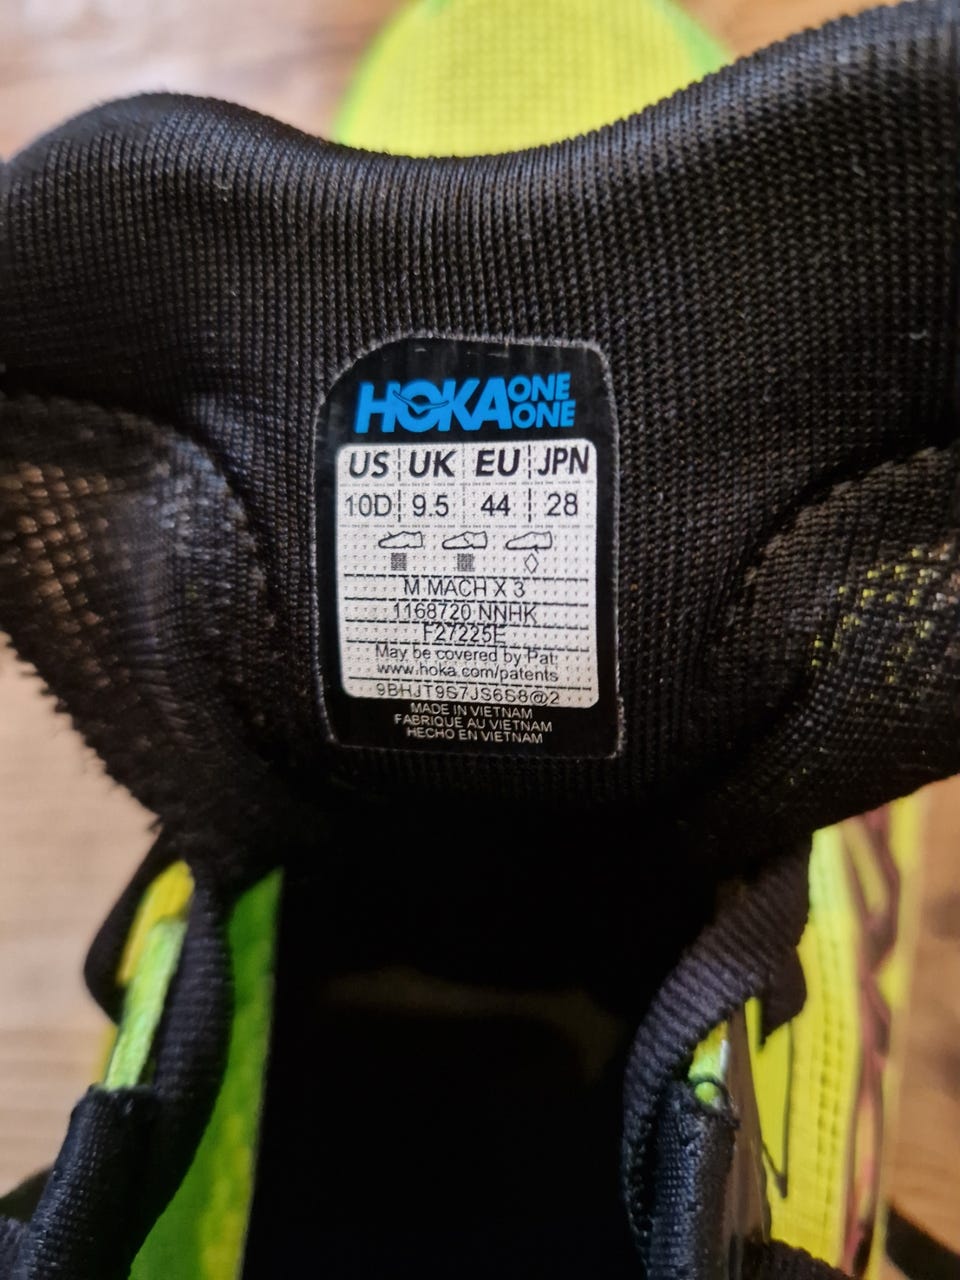 HOKA ONE ONE
US UK EU JPN
10D 9.5 44 28
M MACH X 3
1168720 NNHK
F27225E
May be covered by Pat:
www.hoka.com/patents
9BHJT9S7JS6S8@2
MADE IN VIETNAM
FABRIQUE AU VIETNAM
HECHO EN VIETNAM